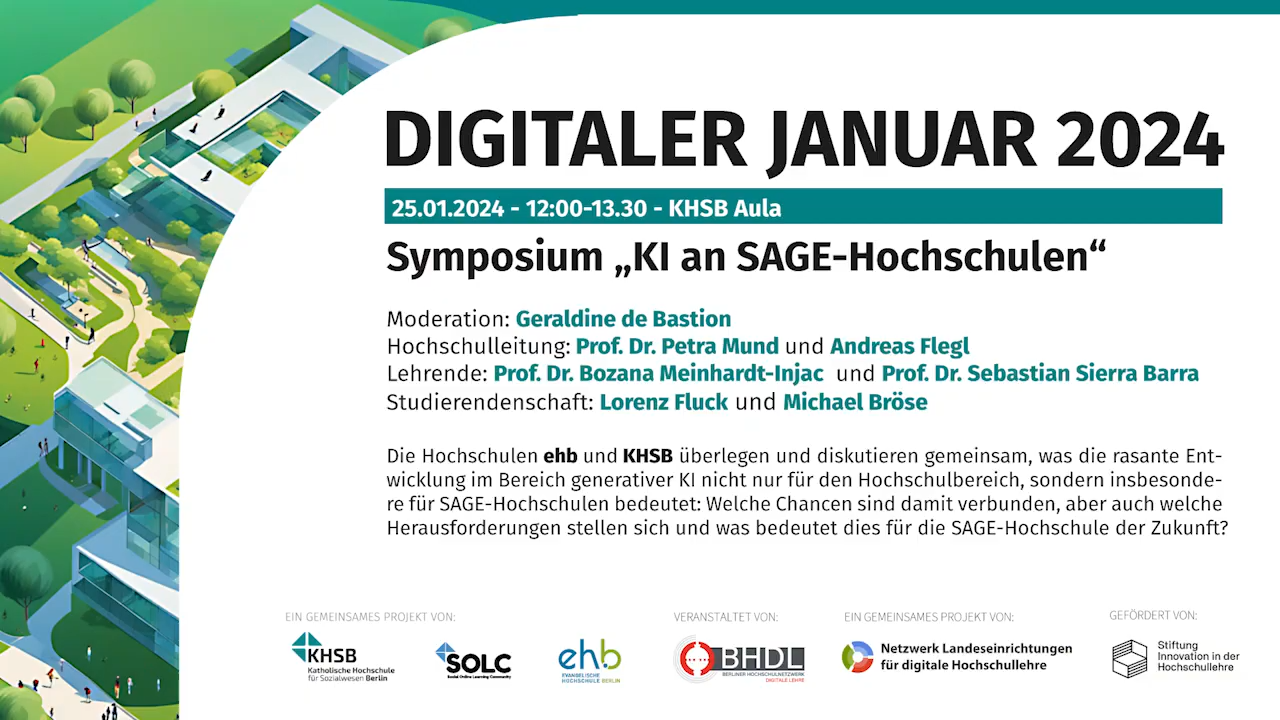 DIGITALER JANUAR 2024
25.01.2024 - 12:00-13.30 - KHSB Aula
Symposium „KI an SAGE-Hochschulen“
Moderation: Geraldine de Bastion
Hochschulleitung: Prof. Dr. Petra Mund und Andreas Flegl
Lehrende: Prof. Dr. Bozana Meinhardt-Injac und Prof. Dr. Sebastian Sierra Barra
Studierendenschaft: Lorenz Fluck und Michael Bröse
Die Hochschulen ehb und KHSB überlegen und diskutieren gemeinsam, was die rasante Ent-
wicklung im Bereich generativer KI nicht nur für den Hochschulbereich, sondern insbesonde-
re für SAGE-Hochschulen bedeutet: Welche Chancen sind damit verbunden, aber auch welche
Herausforderungen stellen sich und was bedeutet dies für die SAGE-Hochschule der Zukunft?
EIN GEMEINSAMES PROJEKT VON:
KHSB
Katholische Hochschule
für Sozialwesen Berlin
SOLC
Social Online Learning Community
ehb
EVANGELISCHE
HOCHSCHULE BERLIN
VERANSTALTET VON:
BHDL
BERLINER HOCHSCHULNETZWERK
DIGITALE LEHRE
EIN GEMEINSAMES PROJEKT VON:
Netzwerk Landeseinrichtungen
für digitale Hochschullehre
GEFÖRDERT VON:
Stiftung
Innovation in der
Hochschullehre